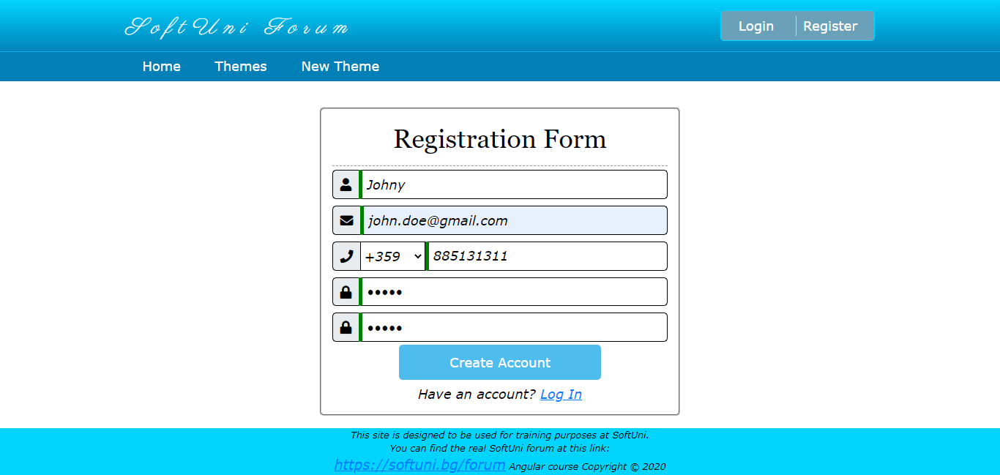 SoftUni Forum
Login Register
Home Themes New Theme
Registration Form
Johny
john.doe@gmail.com
+359 885131311
•••••
•••••
Create Account
Have an account? Log In
This site is designed to be used for training purposes at SoftUni.
You can find the real SoftUni forum at this link:
https://softuni.bg/forum Angular course Copyright © 2020